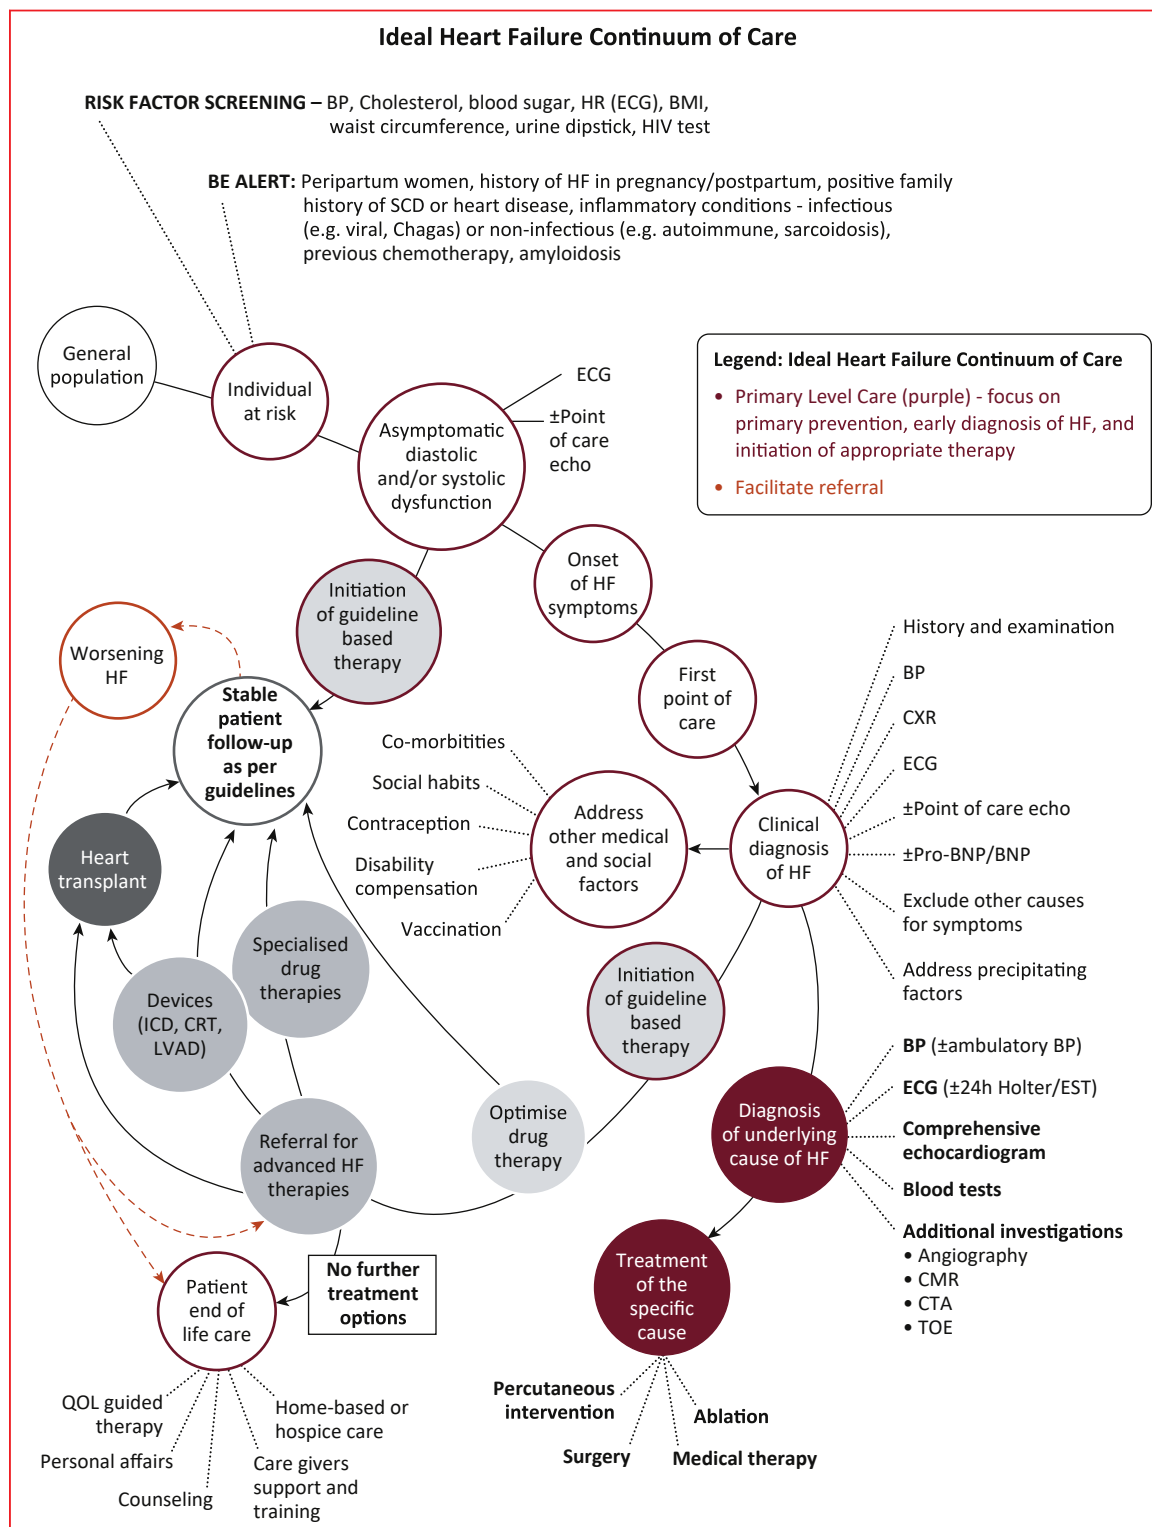 Ideal Heart Failure Continuum of Care
RISK FACTOR SCREENING – BP, Cholesterol, blood sugar, HR (ECG), BMI,
waist circumference, urine dipstick, HIV test
BE ALERT: Peripartum women, history of HF in pregnancy/postpartum, positive family
history of SCD or heart disease, inflammatory conditions - infectious
(e.g. viral, Chagas) or non-infectious (e.g. autoimmune, sarcoidosis),
previous chemotherapy, amyloidosis
General
population
Individual
at risk
Asymptomatic
diastolic
and/or systolic
dysfunction
ECG
±Point
of care
echo
Legend: Ideal Heart Failure Continuum of Care
• Primary Level Care (purple) - focus on
primary prevention, early diagnosis of HF, and
initiation of appropriate therapy
• Facilitate referral
Onset
of HF
symptoms
Initiation
of guideline
based
therapy
Worsening
HF
Stable
patient
follow-up
as per
guidelines
First
point of
care
History and examination
BP
CXR
ECG
±Point of care echo
±Pro-BNP/BNP
Exclude other causes
for symptoms
Address precipitating
factors
Clinical
diagnosis
of HF
Co-morbitities
Social habits
Contraception
Disability
compensation
Vaccination
Address
other medical
and social
factors
Heart
transplant
Specialised
drug
therapies
Devices
(ICD, CRT,
LVAD)
Initiation
of guideline
based
therapy
Optimise
drug
therapy
Referral for
advanced HF
therapies
Diagnosis
of underlying
cause of HF
BP (±ambulatory BP)
ECG (±24h Holter/EST)
Comprehensive
echocardiogram
Blood tests
Additional investigations
• Angiography
• CMR
• CTA
• TOE
Treatment
of the
specific
cause
No further
treatment
options
Patient
end of
life care
QOL guided
therapy
Personal affairs
Counseling
Home-based or
hospice care
Care givers
support and
training
Percutaneous
intervention
Surgery
Ablation
Medical therapy